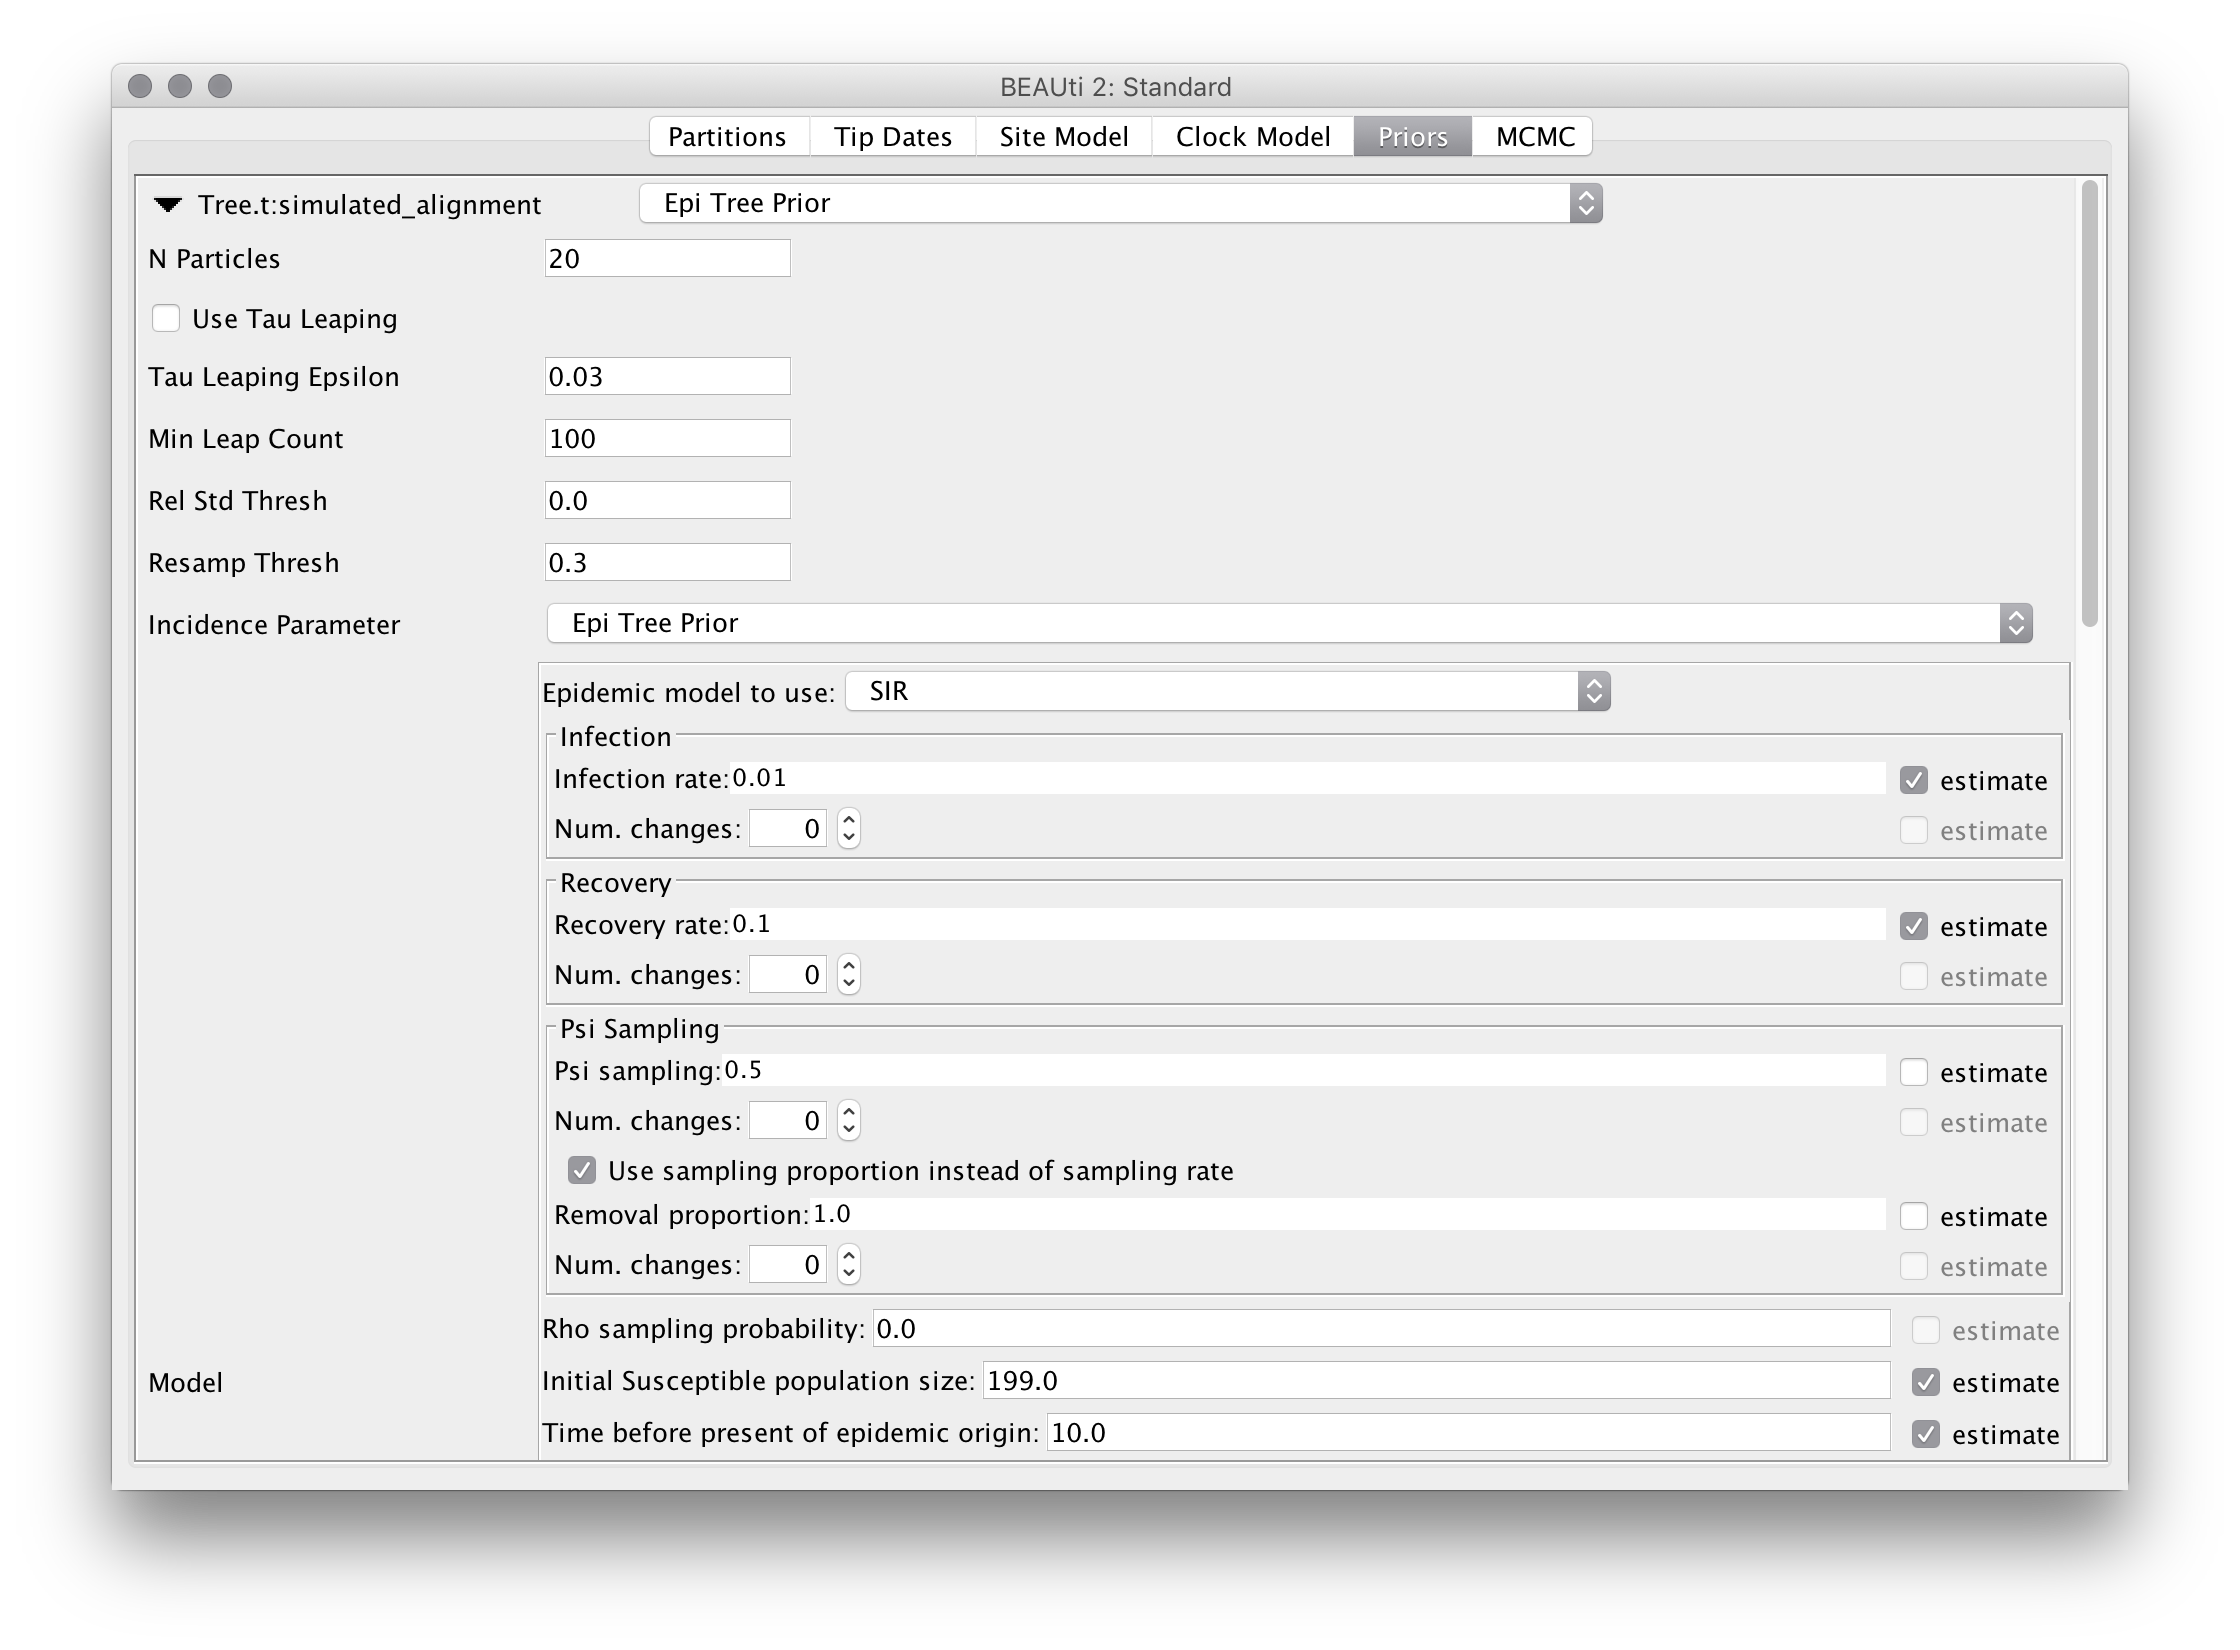 BEAUti 2: Standard
Partitions Tip Dates Site Model Clock Model Priors MCMC
Tree.t:simulated_alignment Epi Tree Prior
N Particles 20
Use Tau Leaping
Tau Leaping Epsilon 0.03
Min Leap Count 100
Rel Std Thresh 0.0
Resamp Thresh 0.3
Incidence Parameter Epi Tree Prior
Epidemic model to use: SIR
Infection
Infection rate: 0.01 estimate
Num. changes: 0 estimate
Recovery
Recovery rate: 0.1 estimate
Num. changes: 0 estimate
Psi Sampling
Psi sampling: 0.5 estimate
Num. changes: 0 estimate
Use sampling proportion instead of sampling rate
Removal proportion: 1.0 estimate
Num. changes: 0 estimate
Rho sampling probability: 0.0 estimate
Model Initial Susceptible population size: 199.0 estimate
Time before present of epidemic origin: 10.0 estimate